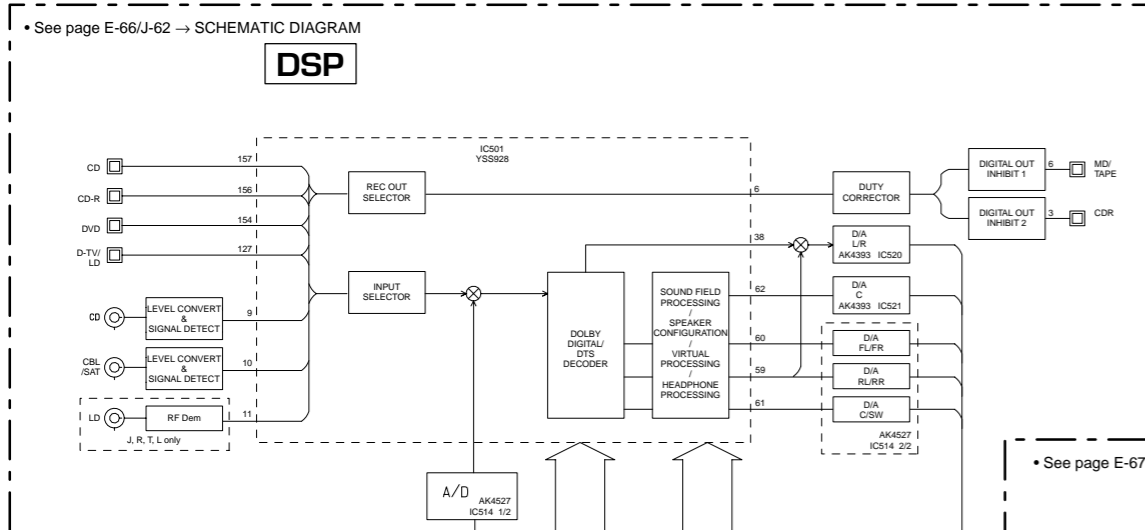 • See page E-66/J-62 → SCHEMATIC DIAGRAM
DSP
IC501
YSS928
CD
157
CD-R
156
DVD
154
D-TV/
LD
127
REC OUT
SELECTOR
6
DUTY
CORRECTOR
DIGITAL OUT
INHIBIT 1
6
MD/
TAPE
DIGITAL OUT
INHIBIT 2
3
CDR
38
D/A
L/R
AK4393 IC520
INPUT
SELECTOR
CD
LEVEL CONVERT
&
SIGNAL DETECT
9
CBL
/SAT
LEVEL CONVERT
&
SIGNAL DETECT
10
LD
RF Dem
11
J, R, T, L only
DOLBY
DIGITAL/
DTS
DECODER
SOUND FIELD
PROCESSING
/
SPEAKER
CONFIGURATION
/
VIRTUAL
PROCESSING
/
HEADPHONE
PROCESSING
62
D/A
C
AK4393 IC521
60
D/A
FL/FR
59
D/A
RL/RR
61
D/A
C/SW
AK4527
IC514 2/2
A/D
AK4527
IC514 1/2
• See page E-67